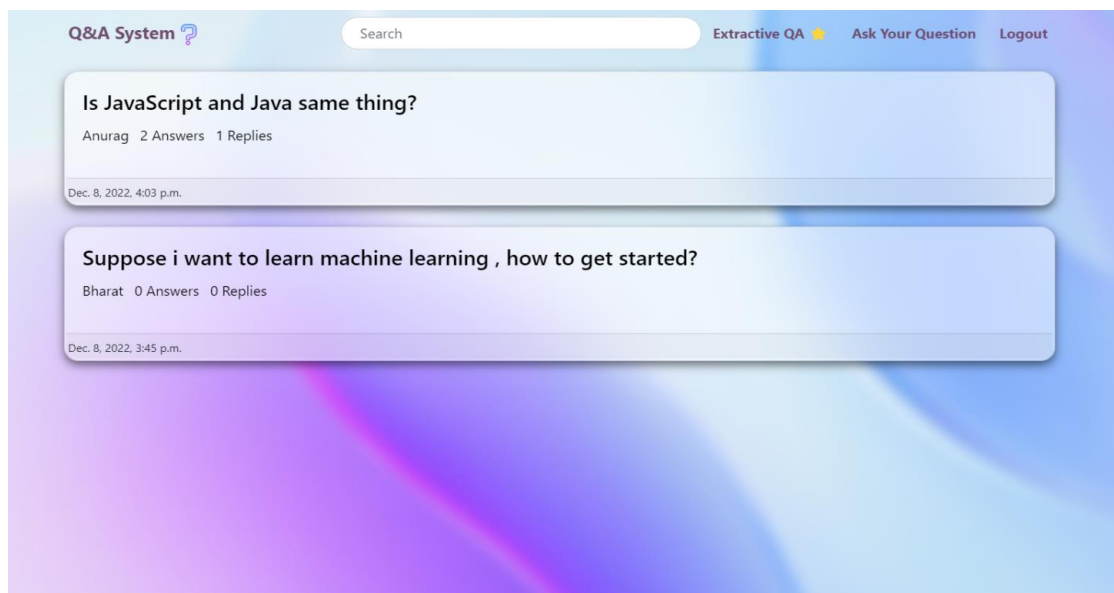 Q&A System
Search
Extractive QA
Ask Your Question
Logout
Is JavaScript and Java same thing?
Anurag 2 Answers 1 Replies
Dec. 8, 2022, 4:03 p.m.
Suppose i want to learn machine learning , how to get started?
Bharat 0 Answers 0 Replies
Dec. 8, 2022, 3:45 p.m.